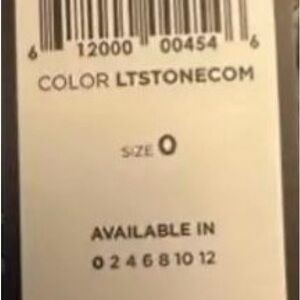 6 12000 00454 6
COLOR LTSTONECOM
SIZE 0
AVAILABLE IN
0 2 4 6 8 10 12